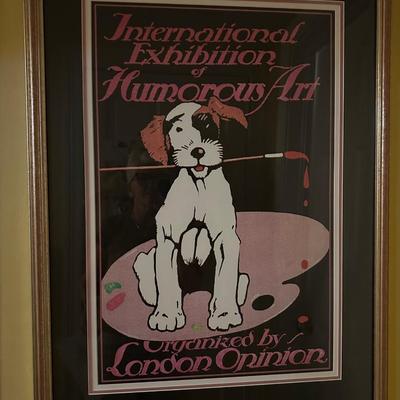 International
Exhibition
of
Humorous Art
Organized by
London Opinion